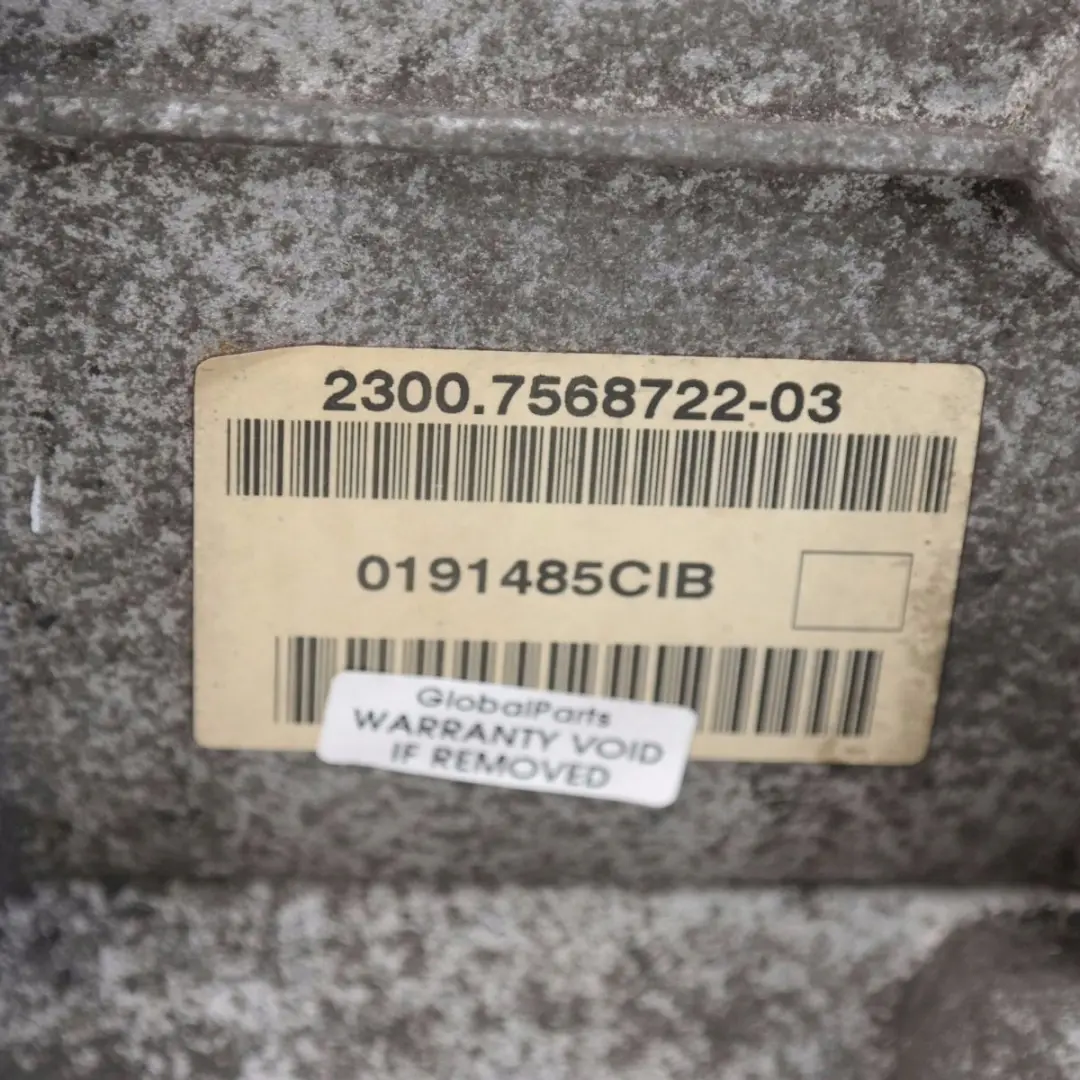 2300.7568722-03
0191485CIB
GlobalParts
WARRANTY VOID
IF REMOVED